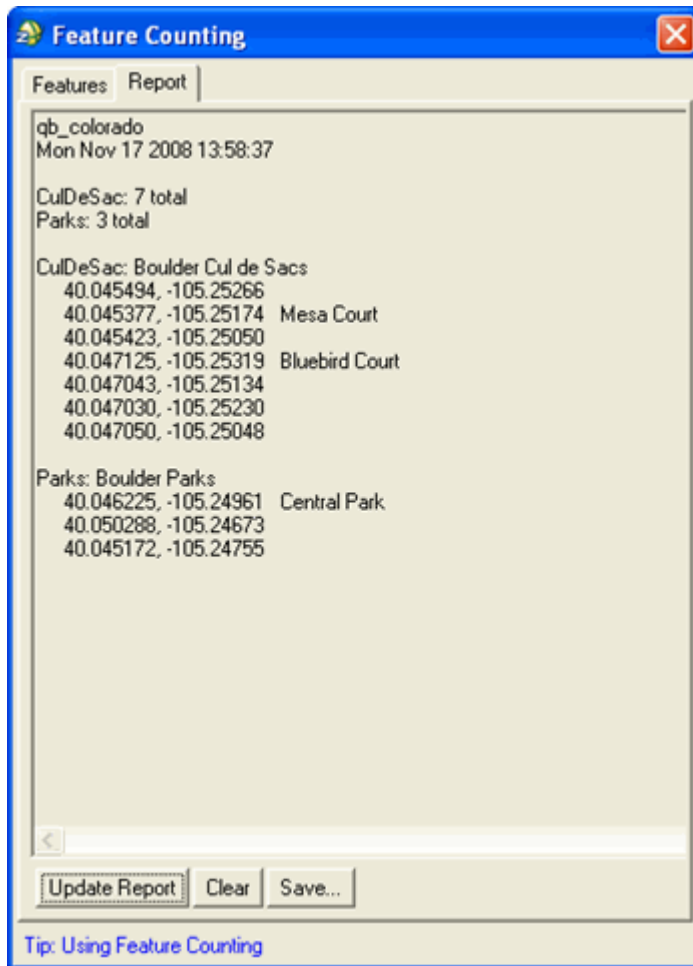 Feature Counting
Features Report
qb_colorado
Mon Nov 17 2008 13:58:37
CulDeSac: 7 total
Parks: 3 total
CulDeSac: Boulder Cul de Sacs
40.045494, -105.25266
40.045377, -105.25174 Mesa Court
40.045423, -105.25050
40.047125, -105.25319 Bluebird Court
40.047043, -105.25134
40.047030, -105.25230
40.047050, -105.25048
Parks: Boulder Parks
40.046225, -105.24961 Central Park
40.050288, -105.24673
40.045172, -105.24755
Update Report Clear Save...
Tip: Using Feature Counting